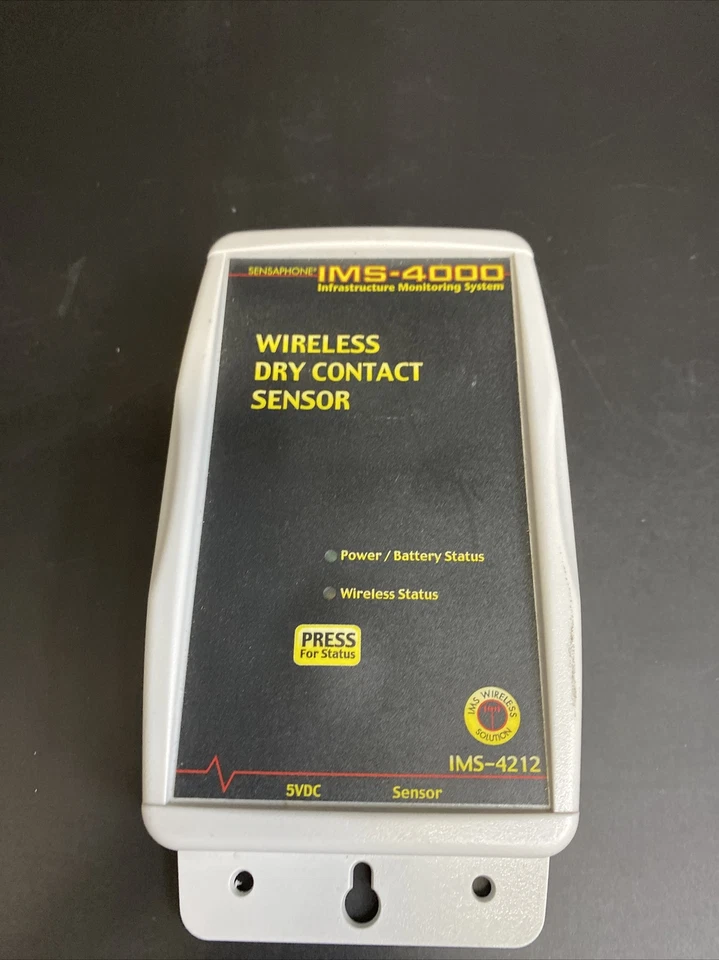 SENSAPHONE® IMS-4000
Infrastructure Monitoring System
WIRELESS
DRY CONTACT
SENSOR
Power / Battery Status
Wireless Status
PRESS
For Status
IMS WIRELESS
SOLUTION
IMS-4212
5VDC Sensor